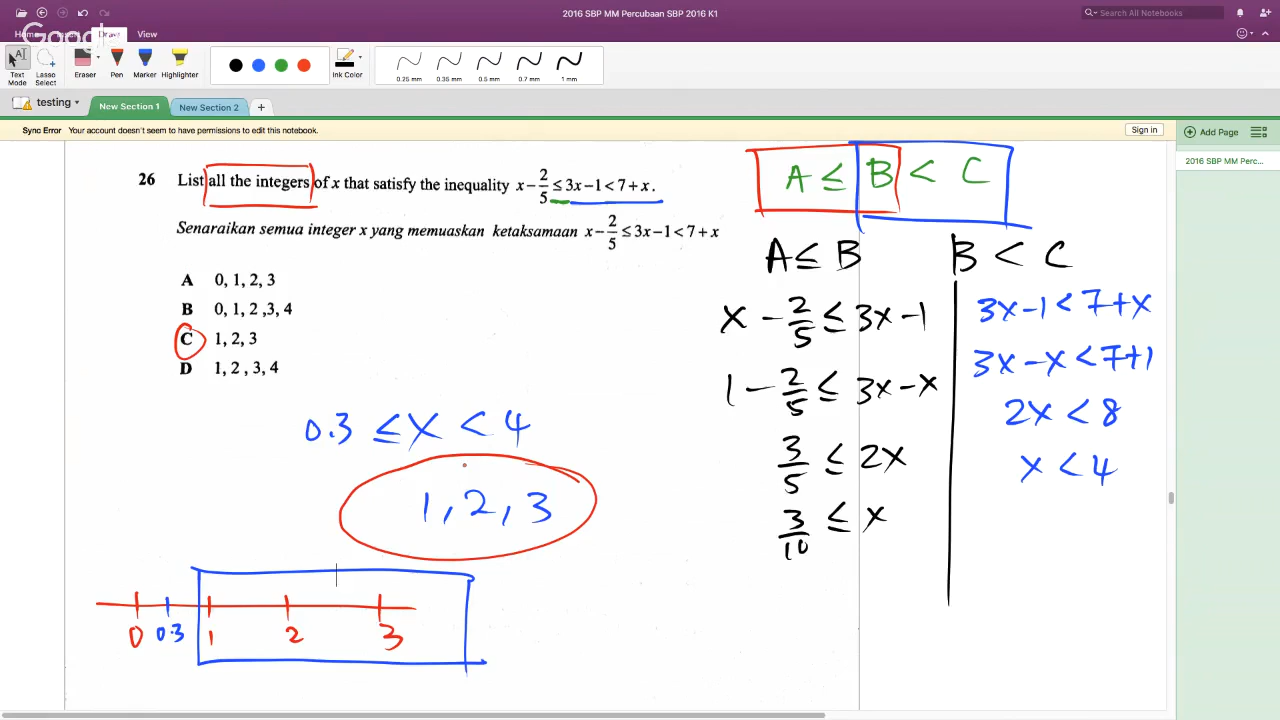 2016 SBP MM Percubaan SBP 2016 K1
Search All Notebooks
Google
View
Text Mode
Lasso Select
Eraser
Pen
Marker
Highlighter
Ink Color
0.25 mm
0.35 mm
0.5 mm
0.7 mm
1 mm
testing
New Section 1
New Section 2
+
Sync Error Your account doesn't seem to have permissions to edit this notebook.
Sign in
Add Page
2016 SBP MM Perc...
26 List all the integers of x that satisfy the inequality x − 2/5 ≤ 3x − 1 < 7 + x.
Senaraikan semua integer x yang memuaskan ketaksamaan x − 2/5 ≤ 3x − 1 < 7 + x
A 0, 1, 2, 3
B 0, 1, 2 ,3, 4
C 1, 2, 3
D 1, 2 , 3, 4
0.3 ≤ x < 4
1, 2, 3
0 0.3 1 2 3
A ≤ B < C
A ≤ B
x − 2/5 ≤ 3x − 1
1 − 2/5 ≤ 3x − x
3/5 ≤ 2x
3/10 ≤ x
B < C
3x − 1 < 7 + x
3x − x < 7 + 1
2x < 8
x < 4